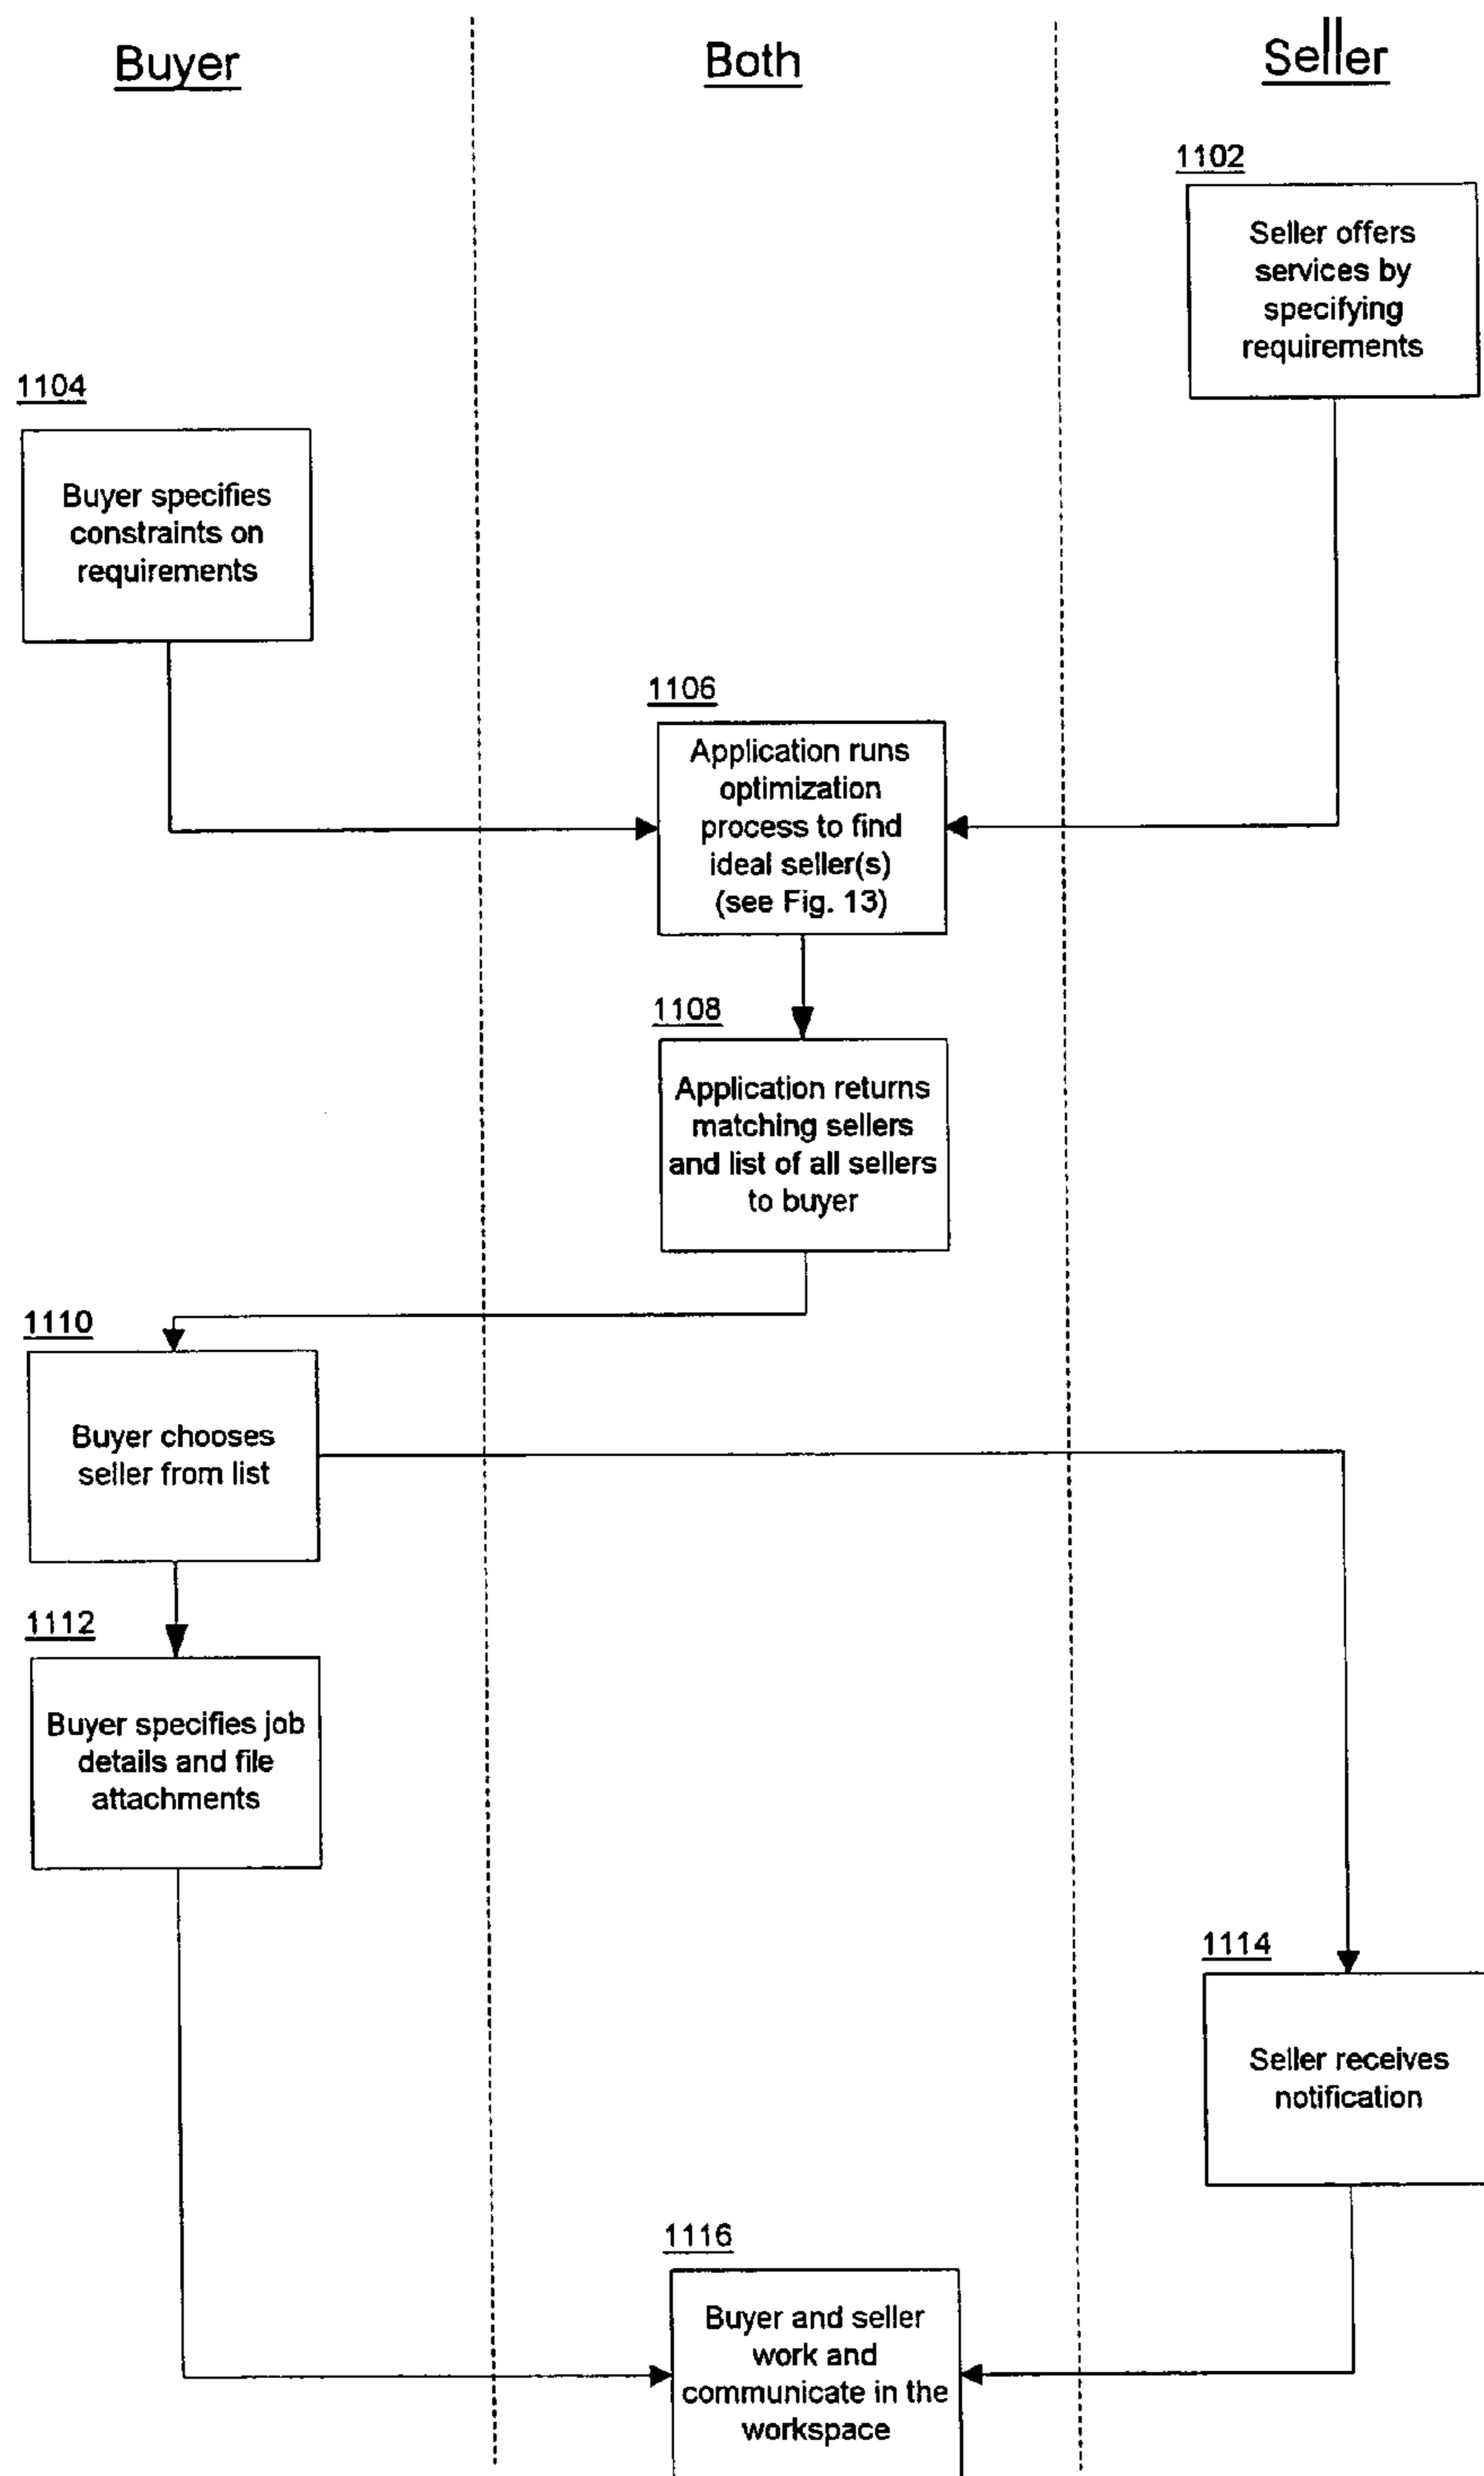 Buyer
Both
Seller
1102
Seller offers
services by
specifying
requirements
1104
Buyer specifies
constraints on
requirements
1106
Application runs
optimization
process to find
ideal seller(s)
(see Fig. 13)
1108
Application returns
matching sellers
and list of all sellers
to buyer
1110
Buyer chooses
seller from list
1112
Buyer specifies job
details and file
attachments
1114
Seller receives
notification
1116
Buyer and seller
work and
communicate in the
workspace